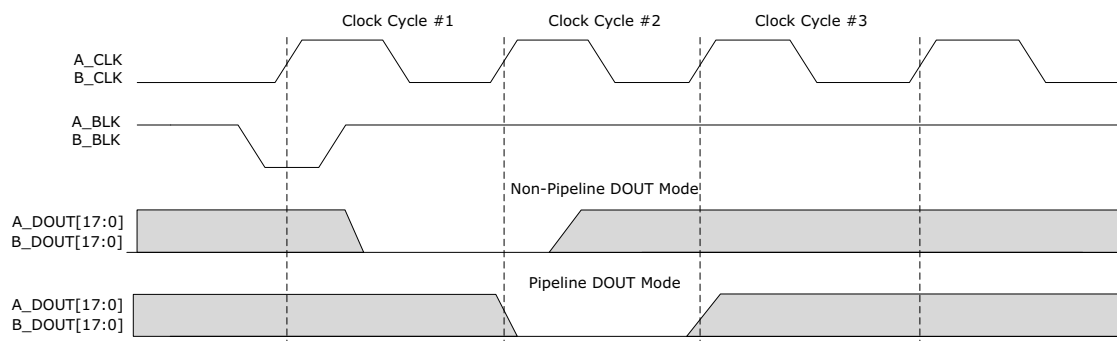 Clock Cycle #1 Clock Cycle #2 Clock Cycle #3
A_CLK
B_CLK
A_BLK
B_BLK
Non-Pipeline DOUT Mode
A_DOUT[17:0]
B_DOUT[17:0]
Pipeline DOUT Mode
A_DOUT[17:0]
B_DOUT[17:0]